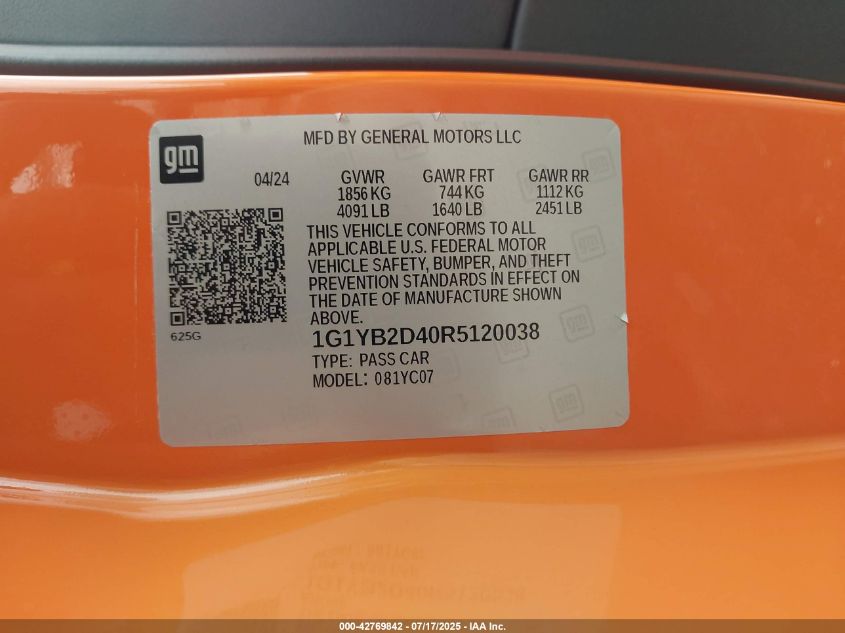 gm
MFD BY GENERAL MOTORS LLC
04/24
GVWR GAWR FRT GAWR RR
1856 KG 744 KG 1112 KG
4091 LB 1640 LB 2451 LB
THIS VEHICLE CONFORMS TO ALL
APPLICABLE U.S. FEDERAL MOTOR
VEHICLE SAFETY, BUMPER, AND THEFT
PREVENTION STANDARDS IN EFFECT ON
THE DATE OF MANUFACTURE SHOWN
ABOVE.
625G
1G1YB2D40R5120038
TYPE: PASS CAR
MODEL: 081YC07
000-42769842 - 07/17/2025 - IAA Inc.